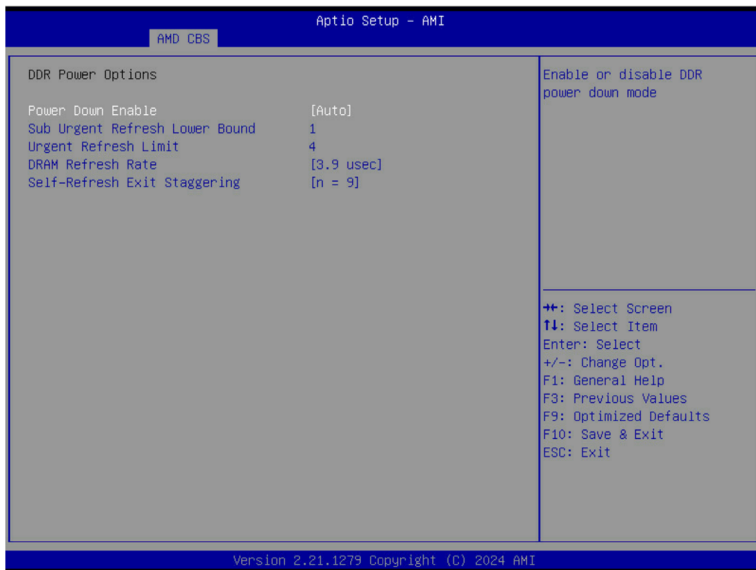 Aptio Setup - AMI
AMD CBS
DDR Power Options
Power Down Enable [Auto]
Sub Urgent Refresh Lower Bound 1
Urgent Refresh Limit 4
DRAM Refresh Rate [3.9 usec]
Self-Refresh Exit Staggering [n = 9]
Enable or disable DDR
power down mode
→←: Select Screen
↑↓: Select Item
Enter: Select
+/-: Change Opt.
F1: General Help
F3: Previous Values
F9: Optimized Defaults
F10: Save & Exit
ESC: Exit
Version 2.21.1279 Copyright (C) 2024 AMI